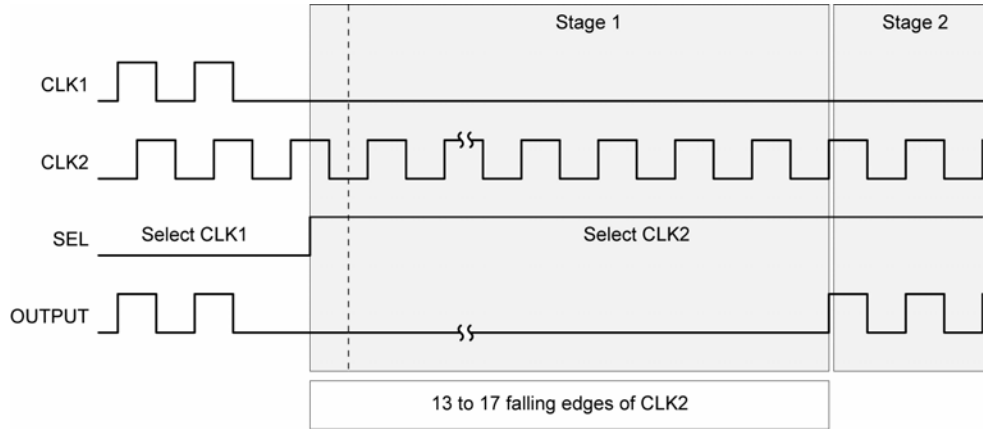 Stage 1
Stage 2
CLK1
CLK2
SEL
Select CLK1
Select CLK2
OUTPUT
13 to 17 falling edges of CLK2